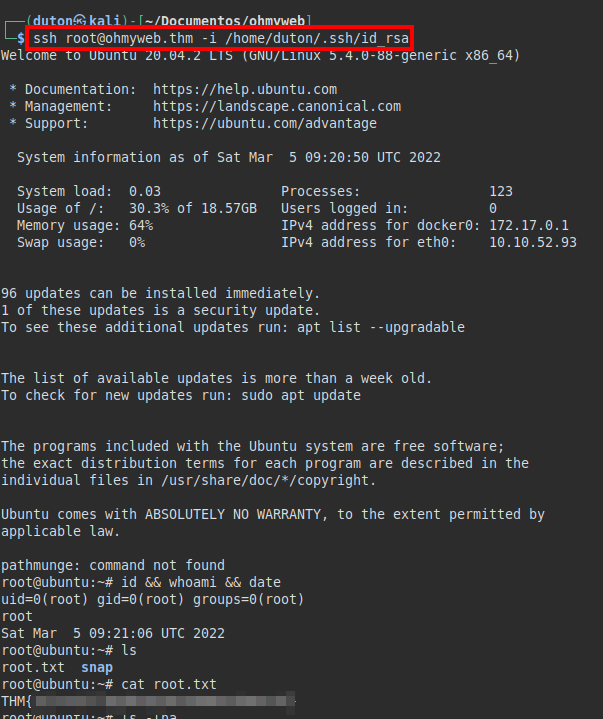 (duton㉿kali)-[~/Documentos/ohmyweb]
$ ssh root@ohmyweb.thm -i /home/duton/.ssh/id_rsa
Welcome to Ubuntu 20.04.2 LTS (GNU/Linux 5.4.0-88-generic x86_64)
* Documentation:  https://help.ubuntu.com
* Management:     https://landscape.canonical.com
* Support:        https://ubuntu.com/advantage
System information as of Sat Mar  5 09:20:50 UTC 2022
System load:  0.03               Processes:                123
Usage of /:   30.3% of 18.57GB   Users logged in:          0
Memory usage: 64%                IPv4 address for docker0: 172.17.0.1
Swap usage:   0%                 IPv4 address for eth0:    10.10.52.93
96 updates can be installed immediately.
1 of these updates is a security update.
To see these additional updates run: apt list --upgradable
The list of available updates is more than a week old.
To check for new updates run: sudo apt update
The programs included with the Ubuntu system are free software;
the exact distribution terms for each program are described in the
individual files in /usr/share/doc/*/copyright.
Ubuntu comes with ABSOLUTELY NO WARRANTY, to the extent permitted by
applicable law.
pathmunge: command not found
root@ubuntu:~# id && whoami && date
uid=0(root) gid=0(root) groups=0(root)
root
Sat Mar  5 09:21:06 UTC 2022
root@ubuntu:~# ls
root.txt  snap
root@ubuntu:~# cat root.txt
THM{
root@ubuntu:~# ls